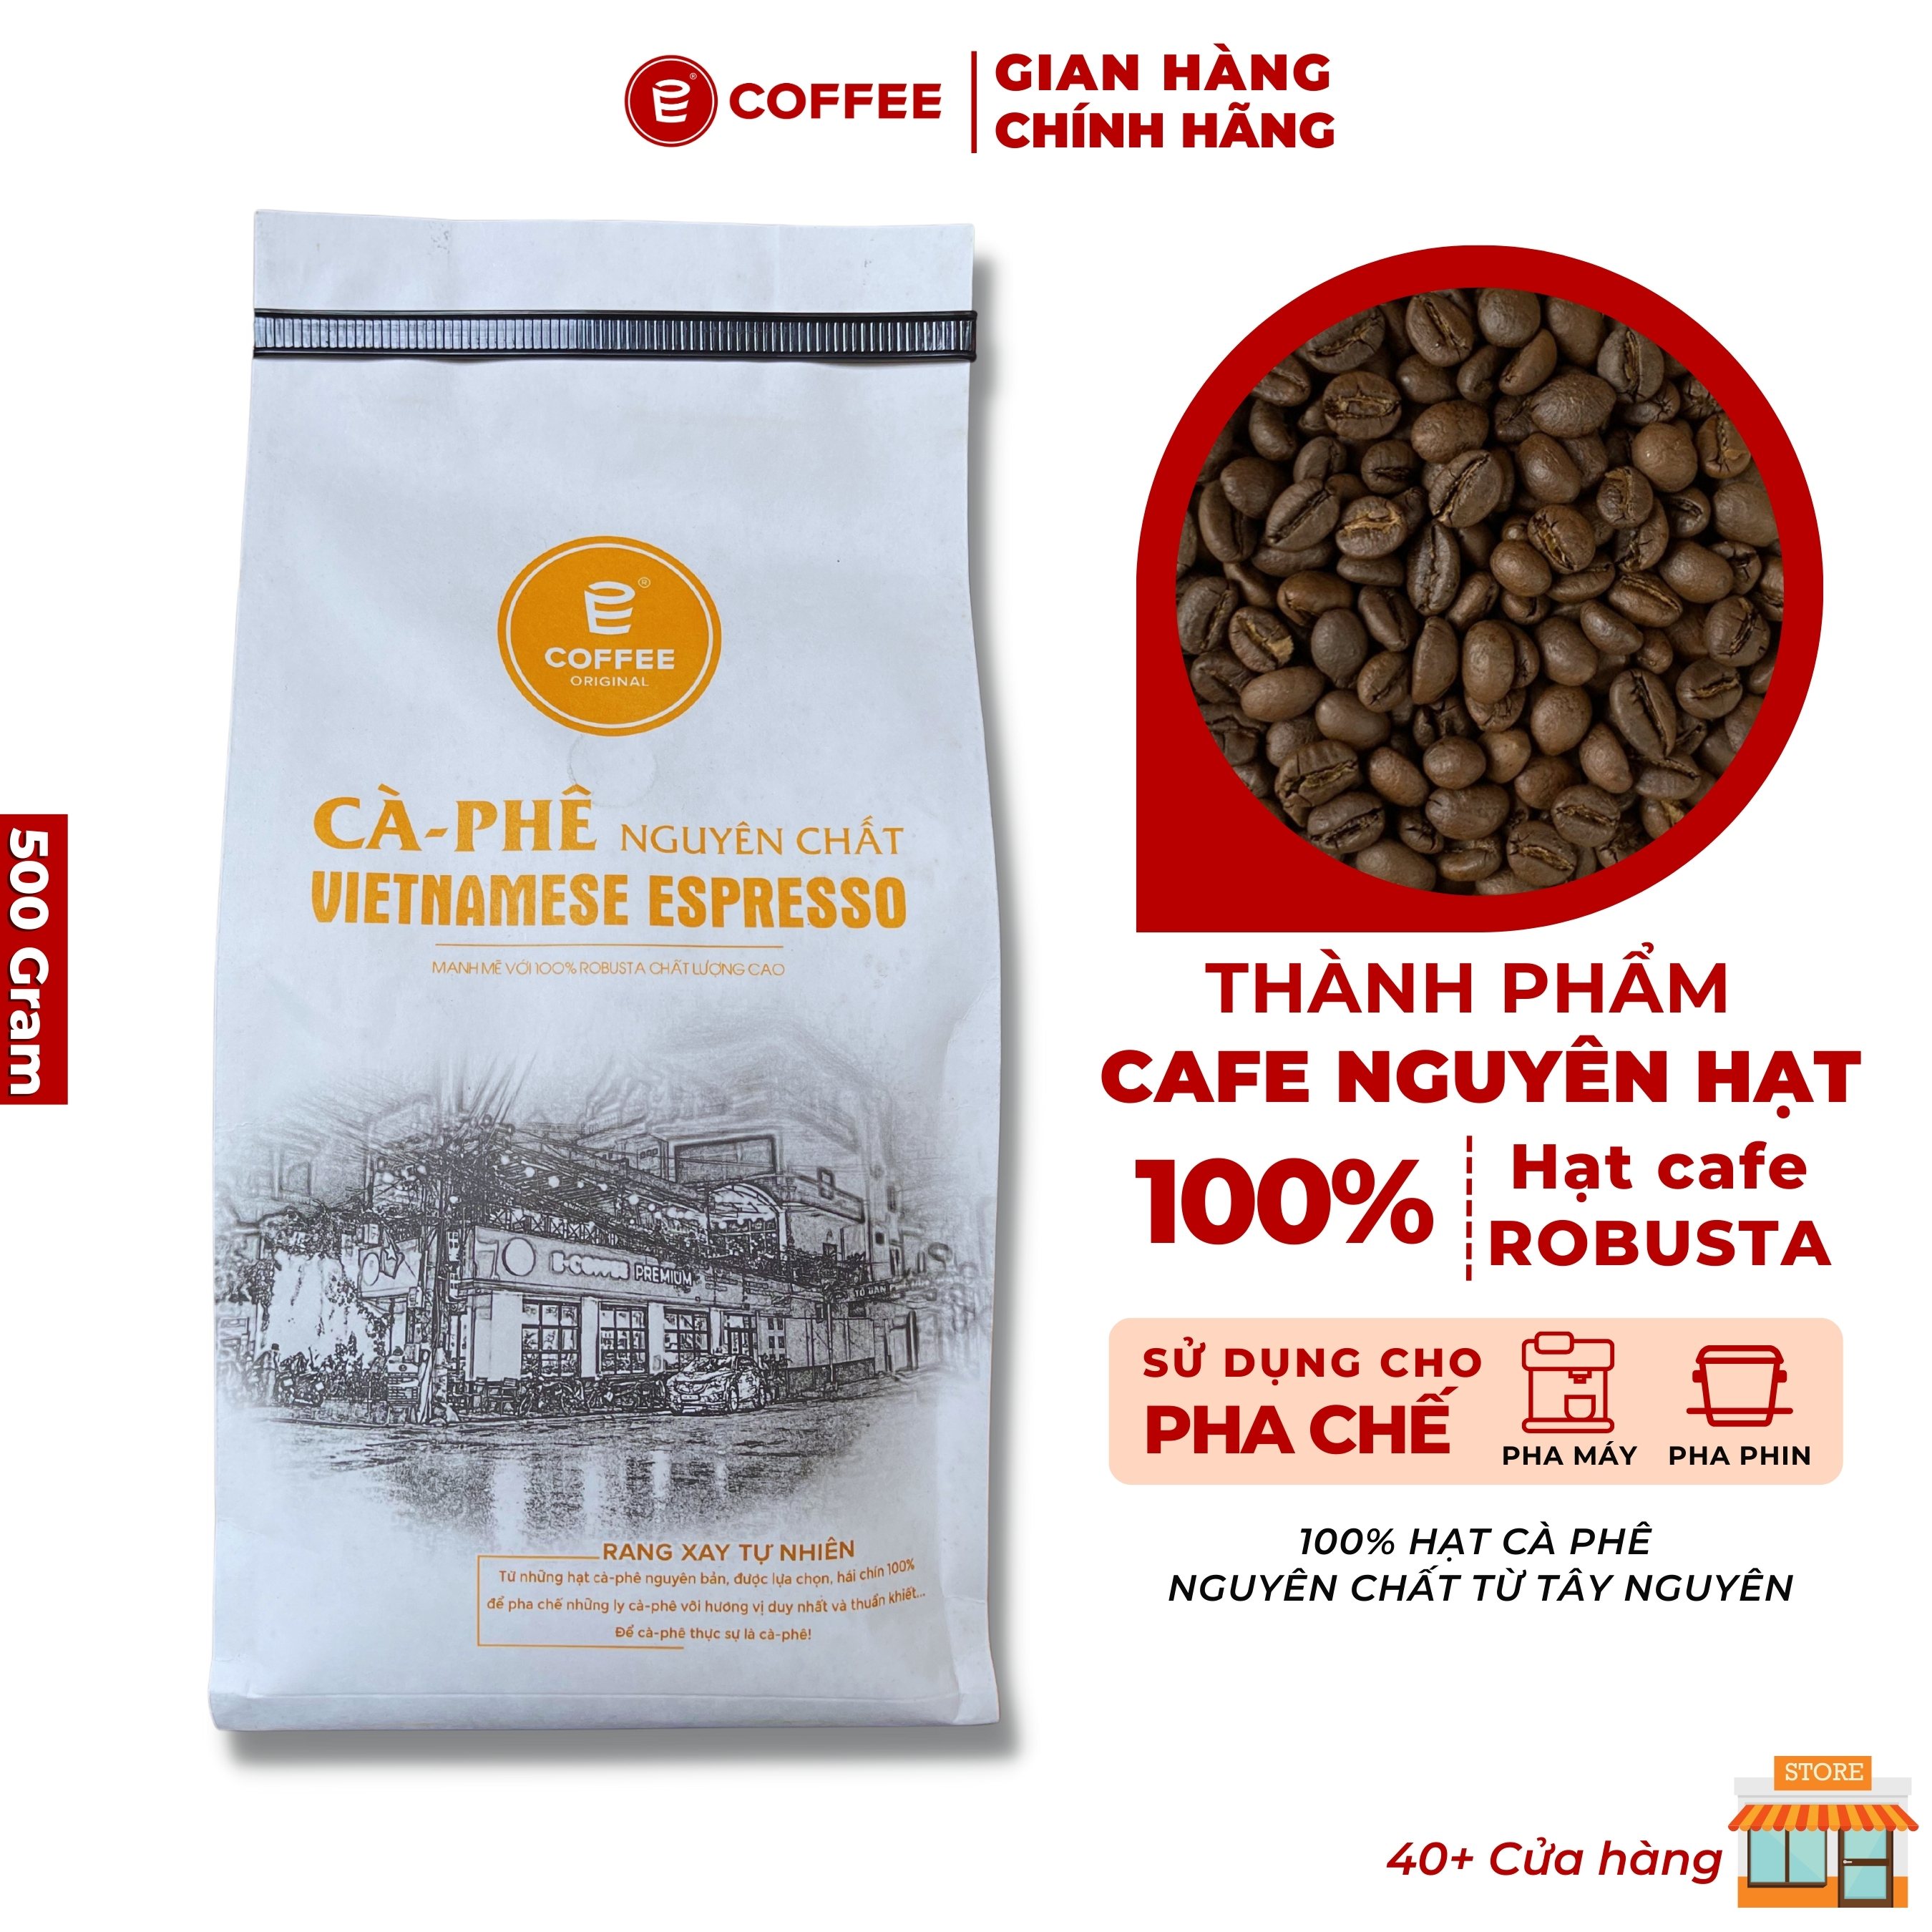 COFFEE
GIAN HÀNG
CHÍNH HÃNG
500 Gram
COFFEE
ORIGINAL
CÀ-PHÊ NGUYÊN CHẤT
VIETNAMESE ESPRESSO
MẠNH MẼ VỚI 100% ROBUSTA CHẤT LƯỢNG CAO
E-COFFEE PREMIUM
RANG XAY TỰ NHIÊN
Từ những hạt cà-phê nguyên bản, được lựa chọn, hái chín 100%
để pha chế những ly cà-phê với hương vị duy nhất và thuần khiết...
Để cà-phê thực sự là cà-phê!
THÀNH PHẨM
CAFE NGUYÊN HẠT
100%
Hạt cafe
ROBUSTA
SỬ DỤNG CHO
PHA CHẾ
PHA MÁY
PHA PHIN
100% HẠT CÀ PHÊ
NGUYÊN CHẤT TỪ TÂY NGUYÊN
STORE
40+ Cửa hàng